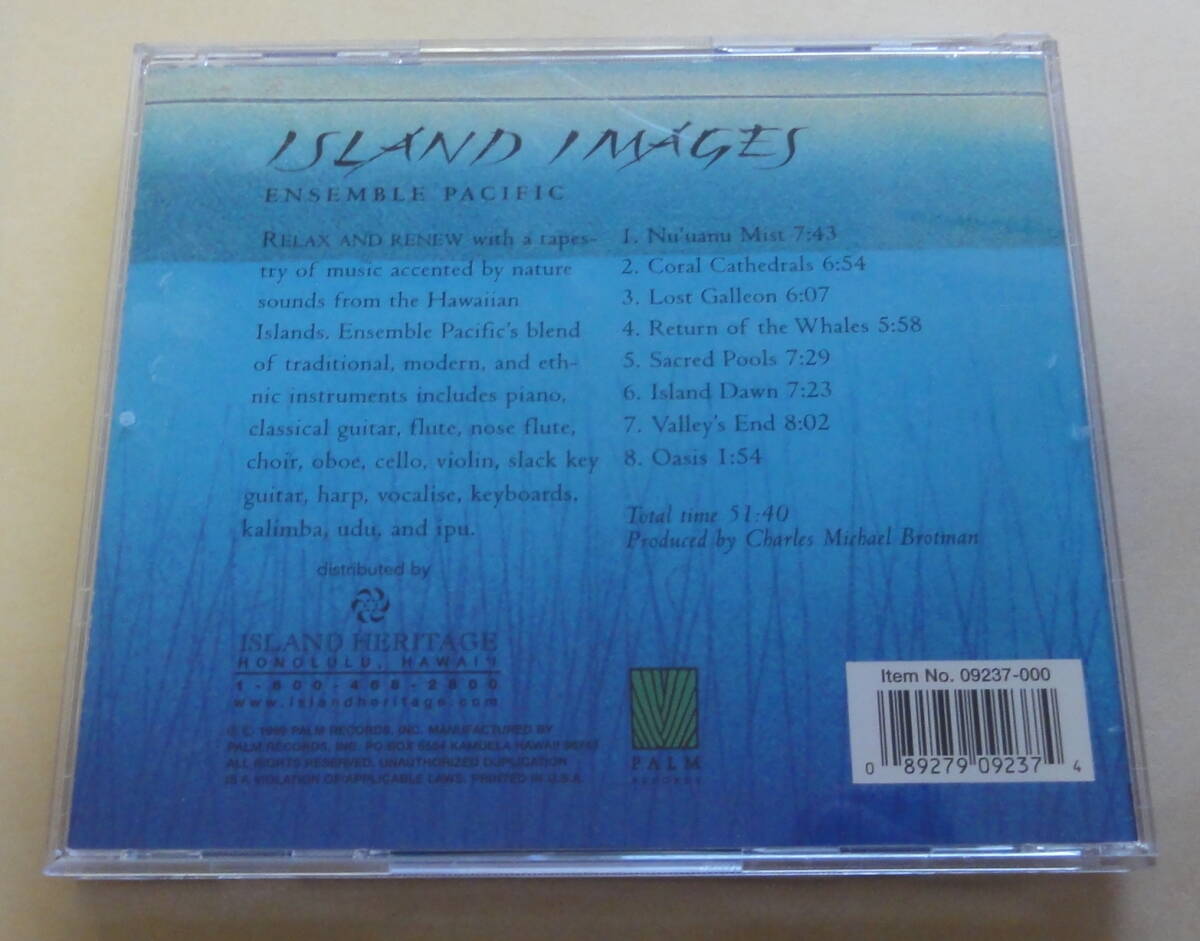 ISLAND IMAGES
ENSEMBLE PACIFIC
RELAX AND RENEW with a tapes-
try of music accented by nature
sounds from the Hawaiian
Islands. Ensemble Pacific's blend
of traditional, modern, and eth-
nic instruments includes piano,
classical guitar, flute, nose flute,
choir, oboe, cello, violin, slack key
guitar, harp, vocalise, keyboards,
kalimba, udu, and ipu.
1. Nu'uanu Mist 7:43
2. Coral Cathedrals 6:54
3. Lost Galleon 6:07
4. Return of the Whales 5:58
5. Sacred Pools 7:29
6. Island Dawn 7:23
7. Valley's End 8:02
8. Oasis 1:54
Total time 51:40
Produced by Charles Michael Brotman
distributed by
ISLAND HERITAGE
HONOLULU, HAWAI'I
1-800-468-2800
www.islandheritage.com
PALM RECORDS, INC. MANUFACTURED BY
PALM RECORDS, INC. PO BOX KAMUELA HAWAII
ALL RIGHTS RESERVED. UNAUTHORIZED DUPLICATION
IS A VIOLATION OF APPLICABLE LAWS. PRINTED IN U.S.A.
PALM
RECORDS
Item No. 09237-000
0 89279 09237 4